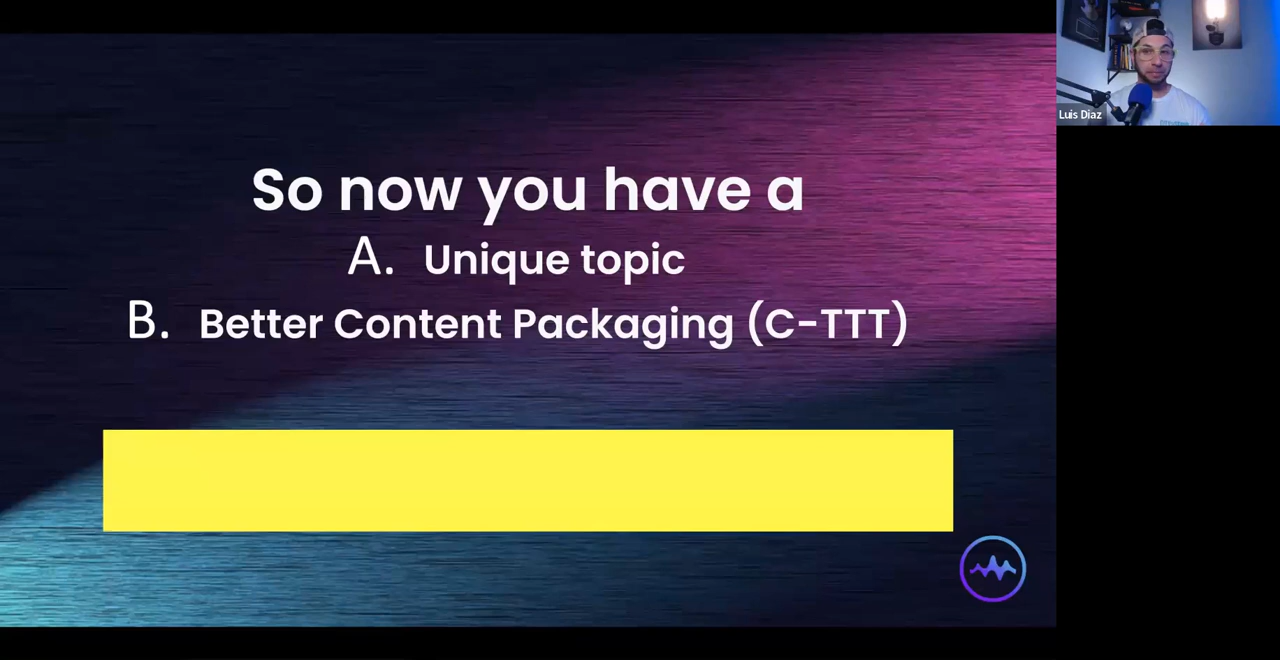 So now you have a
A. Unique topic
B. Better Content Packaging (C-TTT)
Luis Diaz